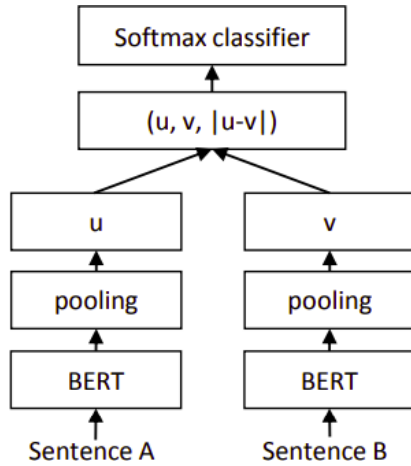 Softmax classifier
(u, v, |u-v|)
u
v
pooling
pooling
BERT
BERT
Sentence A
Sentence B